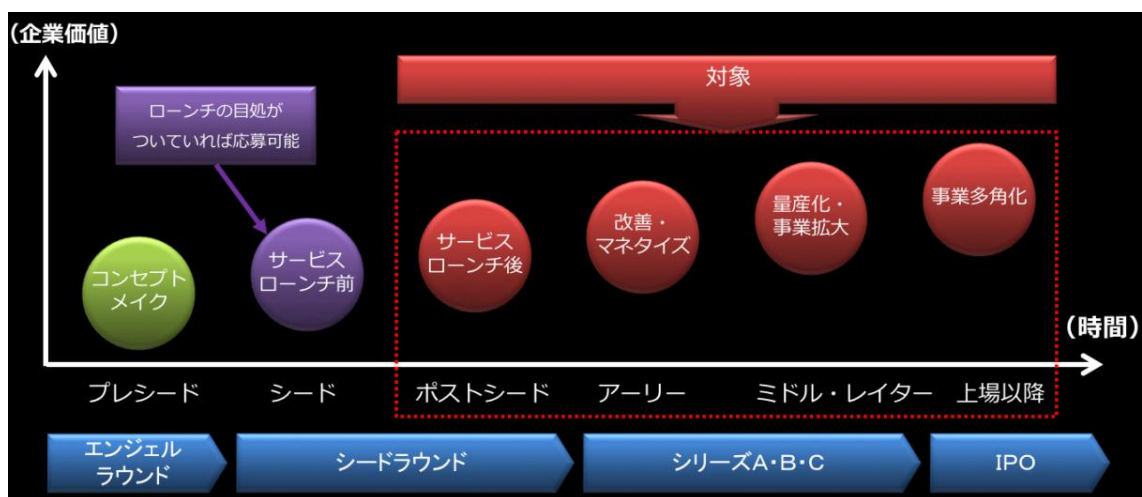 （企業価値）
対象
ローンチの目処が
ついていれば応募可能
コンセプト
メイク
サービス
ローンチ前
サービス
ローンチ後
改善・
マネタイズ
量産化・
事業拡大
事業多角化
（時間）
プレシード
シード
ポストシード
アーリー
ミドル・レイター
上場以降
エンジェル
ラウンド
シードラウンド
シリーズA・B・C
IPO